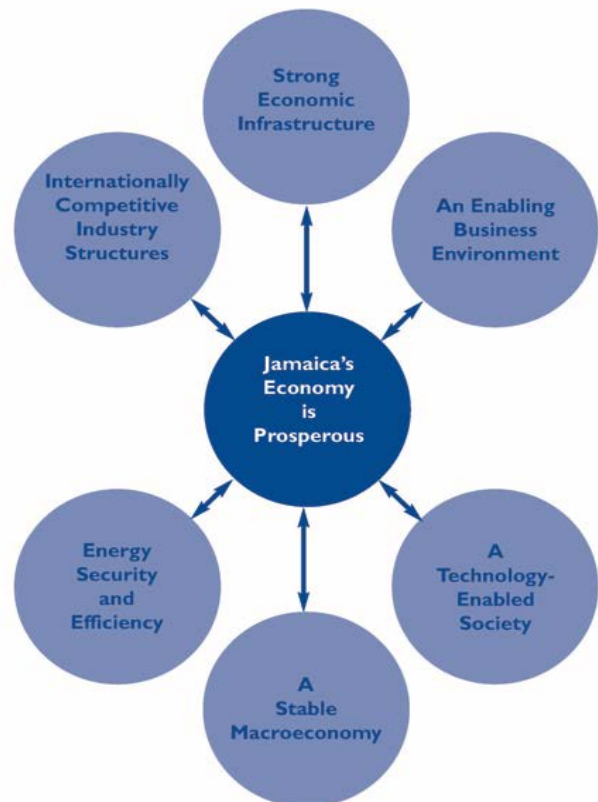 Strong
Economic
Infrastructure
Internationally
Competitive
Industry
Structures
An Enabling
Business
Environment
Jamaica's
Economy
is
Prosperous
Energy
Security
and
Efficiency
A
Technology-
Enabled
Society
A
Stable
Macroeconomy